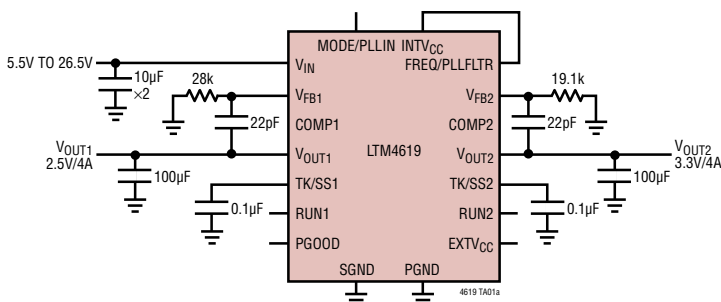 MODE/PLLIN INTVCC
5.5V TO 26.5V
VIN
FREQ/PLLFLTR
10µF
×2
28k
19.1k
VFB1
VFB2
22pF
COMP1
COMP2
22pF
VOUT1
2.5V/4A
VOUT1
LTM4619
VOUT2
VOUT2
3.3V/4A
100µF
TK/SS1
TK/SS2
100µF
0.1µF
RUN1
RUN2
0.1µF
PGOOD
EXTVCC
SGND
PGND
4619 TA01a